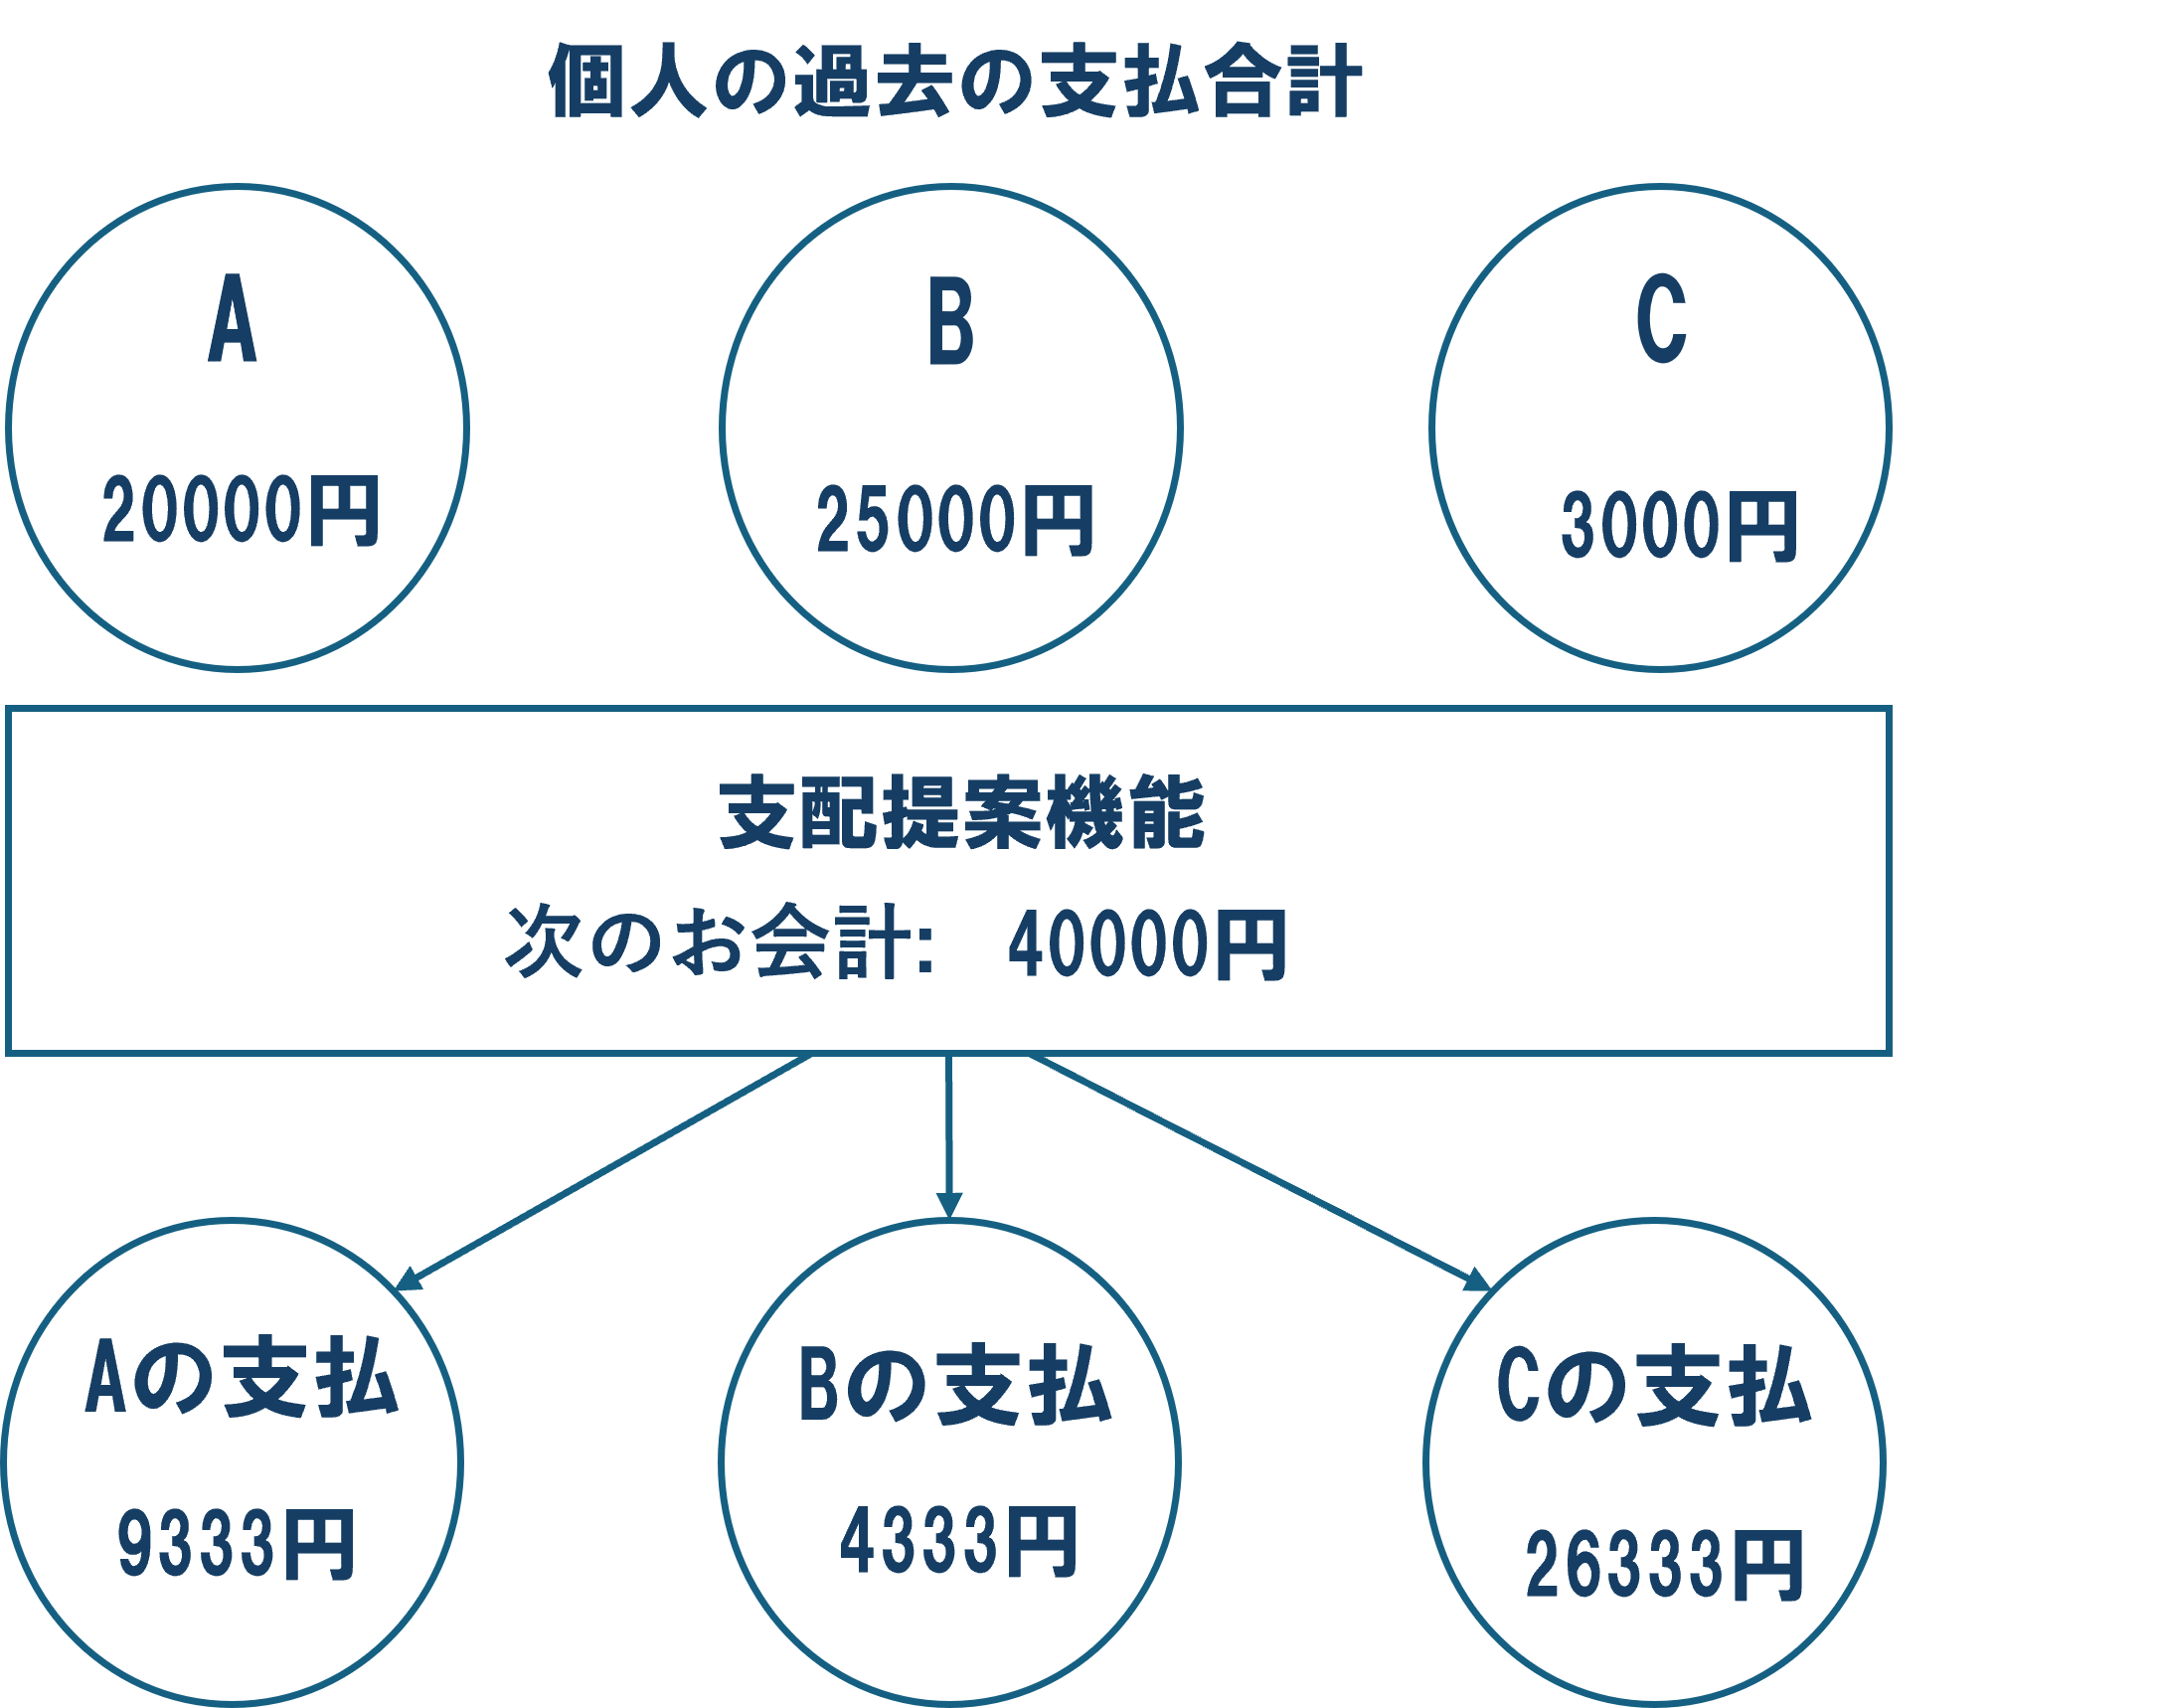 個人の過去の支払合計
A
B
C
20000円
25000円
3000円
支配提案機能
次のお会計:　40000円
Aの支払
Bの支払
Cの支払
9333円
4333円
26333円